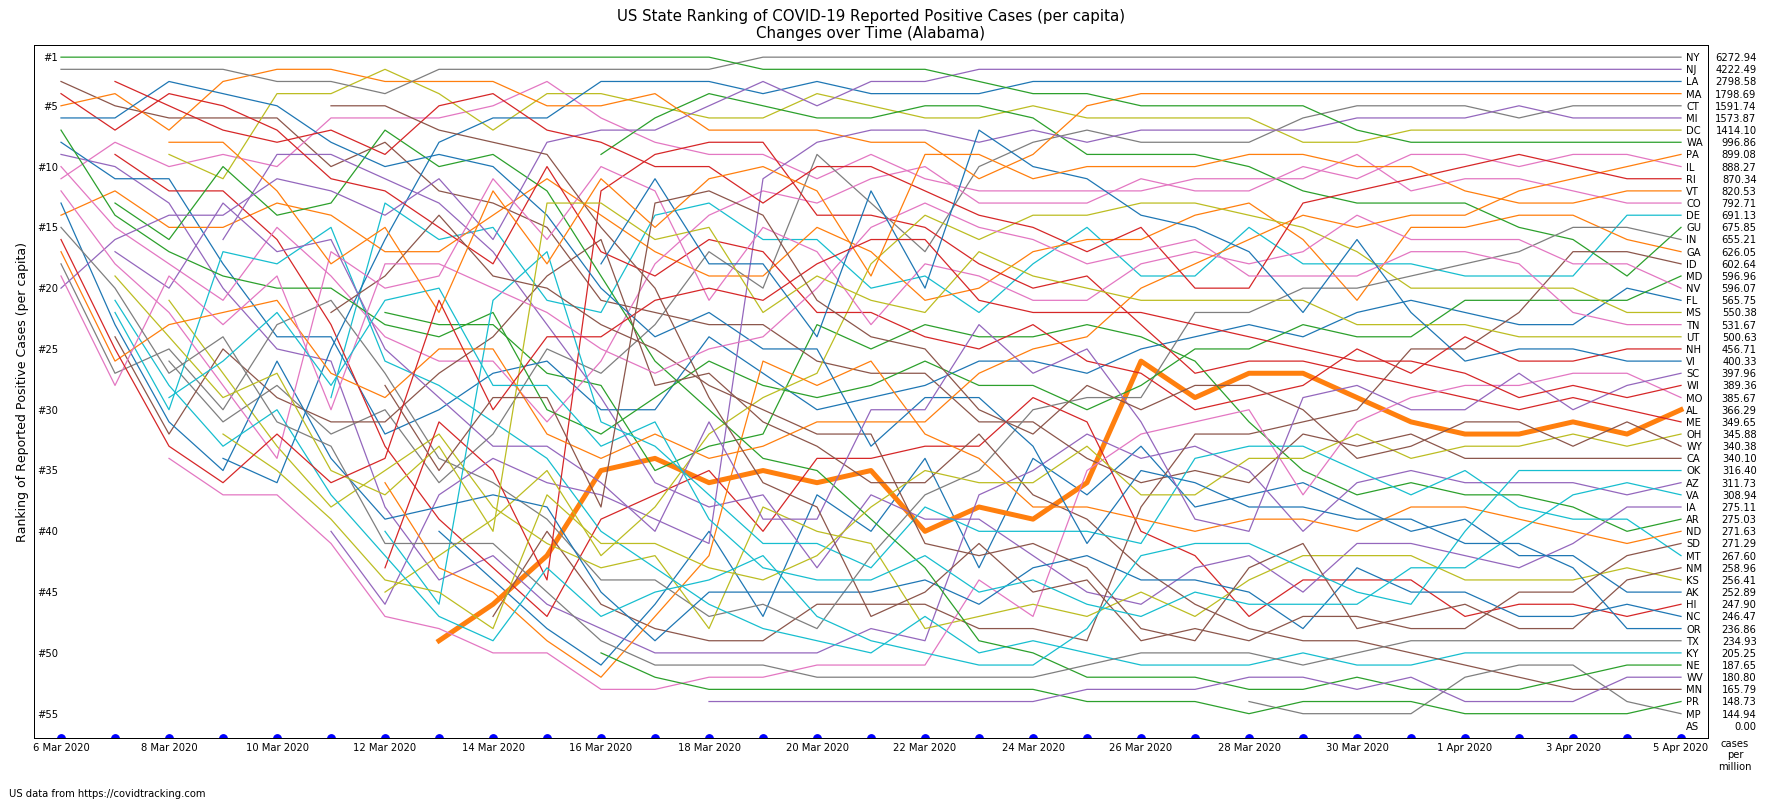 US State Ranking of COVID-19 Reported Positive Cases (per capita)
Changes over Time (Alabama)
Ranking of Reported Positive Cases (per capita)
#1
#5
#10
#15
#20
#25
#30
#35
#40
#45
#50
#55
NY 6272.94
NJ 4222.49
LA 2798.58
MA 1798.69
CT 1591.74
MI 1573.87
DC 1414.10
WA 996.86
PA 899.08
IL 888.27
RI 870.34
VT 820.53
CO 792.71
DE 691.13
GU 675.85
IN 655.21
GA 626.05
ID 602.64
MD 596.96
NV 596.07
FL 565.75
MS 550.38
TN 531.67
UT 500.63
NH 456.71
VI 400.33
SC 397.96
WI 389.36
MO 385.67
AL 366.29
ME 349.65
OH 345.88
WY 340.38
CA 340.10
OK 316.40
AZ 311.73
VA 308.94
IA 275.11
AR 275.03
ND 271.63
SD 271.29
MT 267.60
NM 258.96
KS 256.41
AK 252.89
HI 247.90
NC 246.47
OR 236.86
TX 234.93
KY 205.25
NE 187.65
WV 180.80
MN 165.79
PR 148.73
MP 144.94
AS 0.00
6 Mar 2020 8 Mar 2020 10 Mar 2020 12 Mar 2020 14 Mar 2020 16 Mar 2020 18 Mar 2020 20 Mar 2020 22 Mar 2020 24 Mar 2020 26 Mar 2020 28 Mar 2020 30 Mar 2020 1 Apr 2020 3 Apr 2020 5 Apr 2020
cases
per
million
US data from https://covidtracking.com